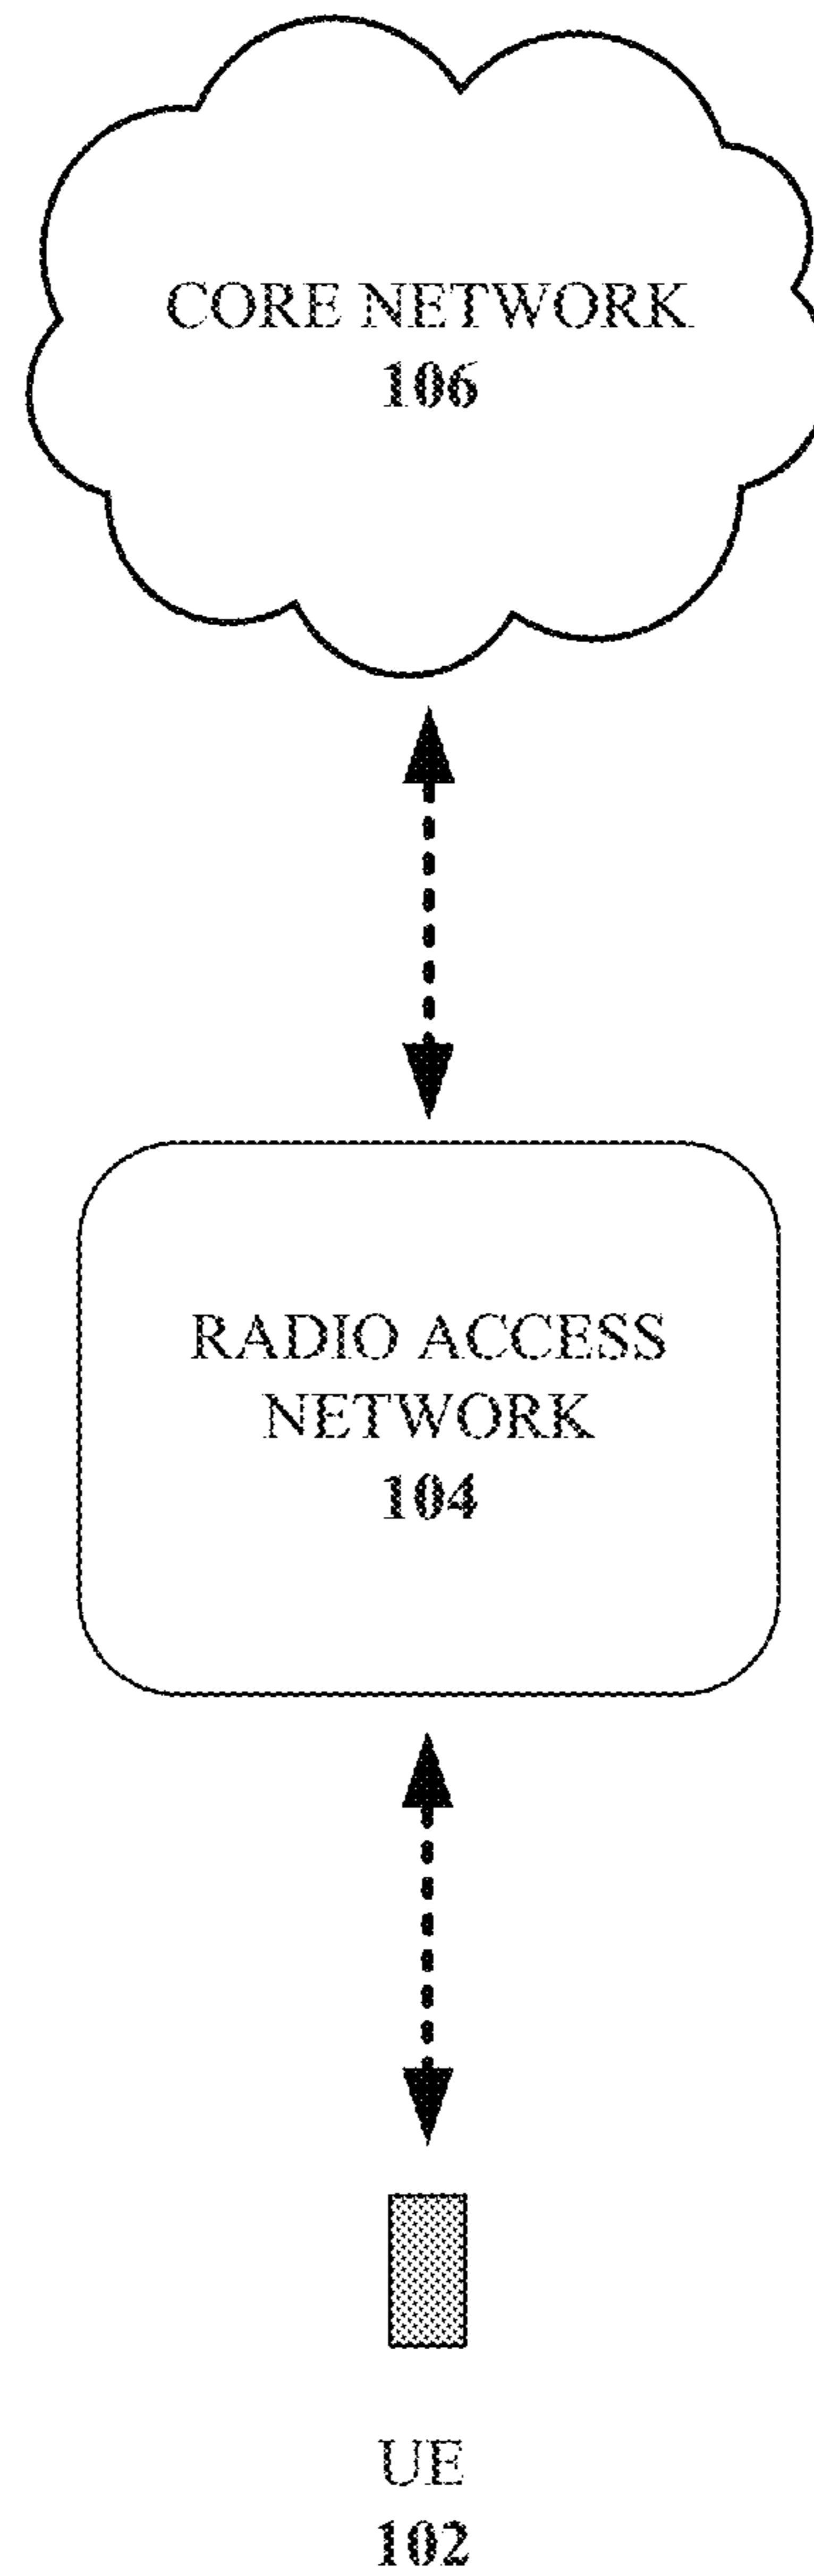 CORE NETWORK
106
RADIO ACCESS
NETWORK
104
UE
102